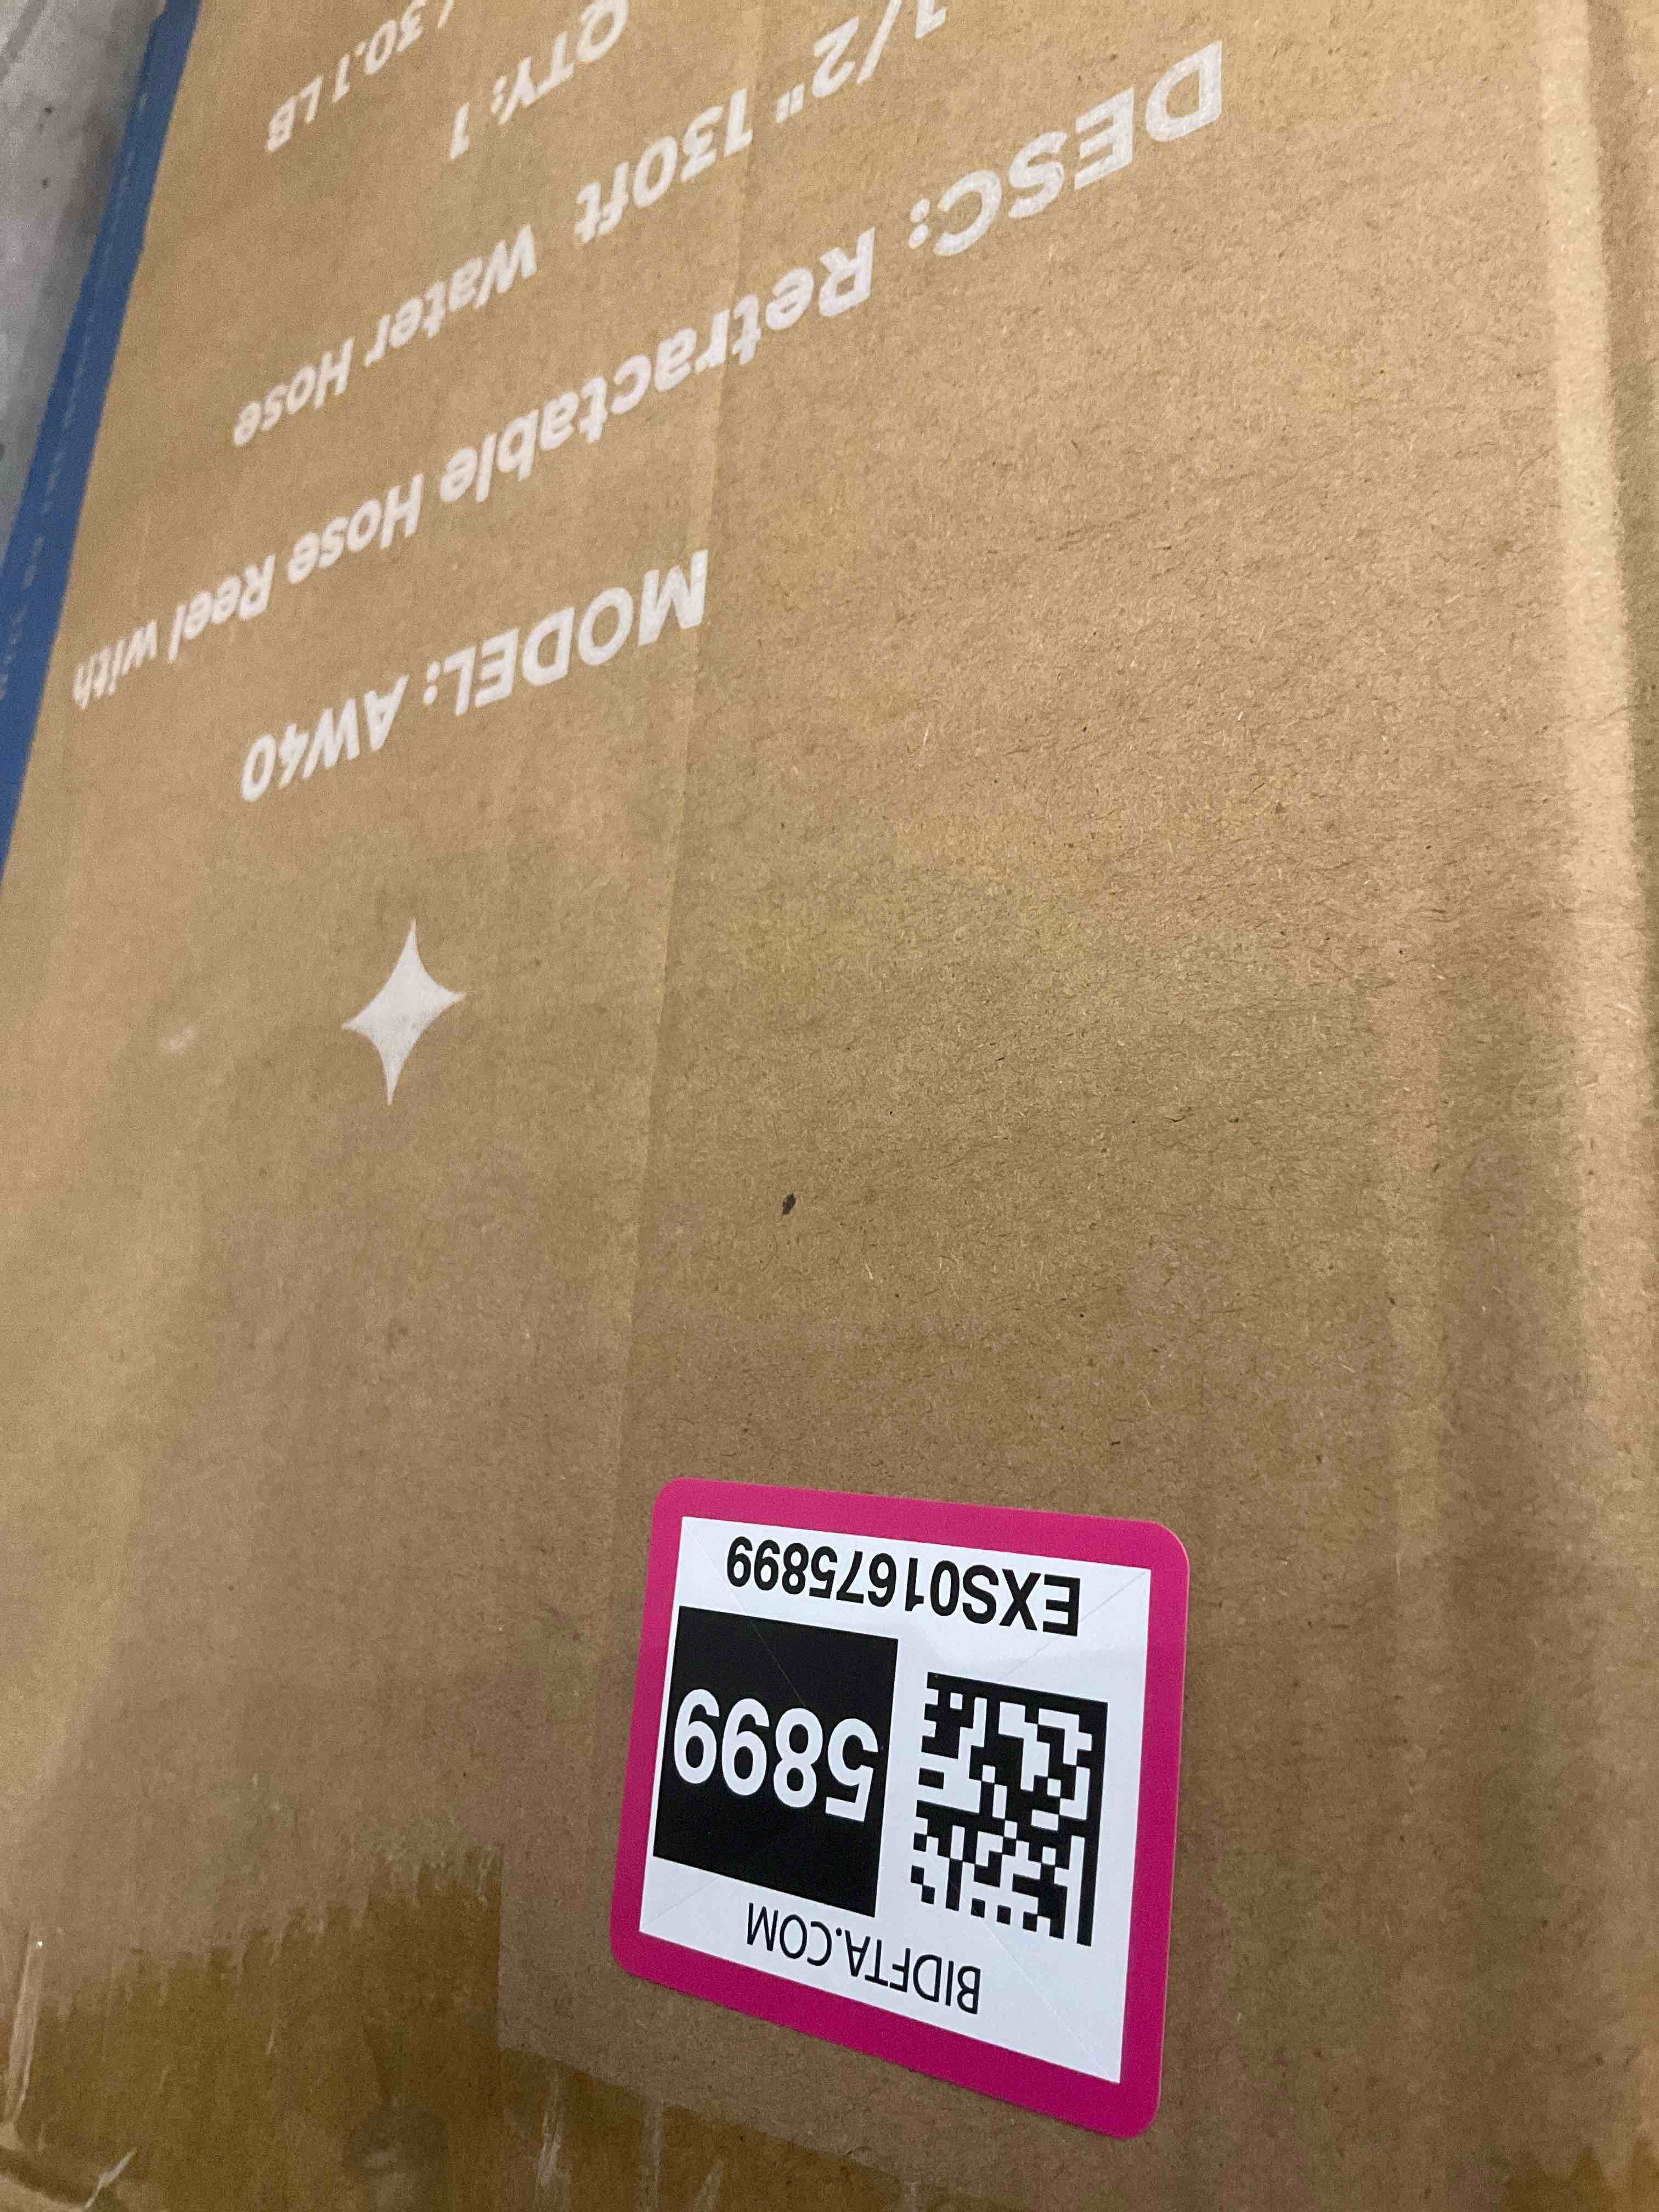 BIDFTA.COM
5899
EXS01675899
MODEL: AW40
DESC: Retractable Hose Reel with
1/2" 130ft Water Hose
QTY: 1
/ 30.1 LB